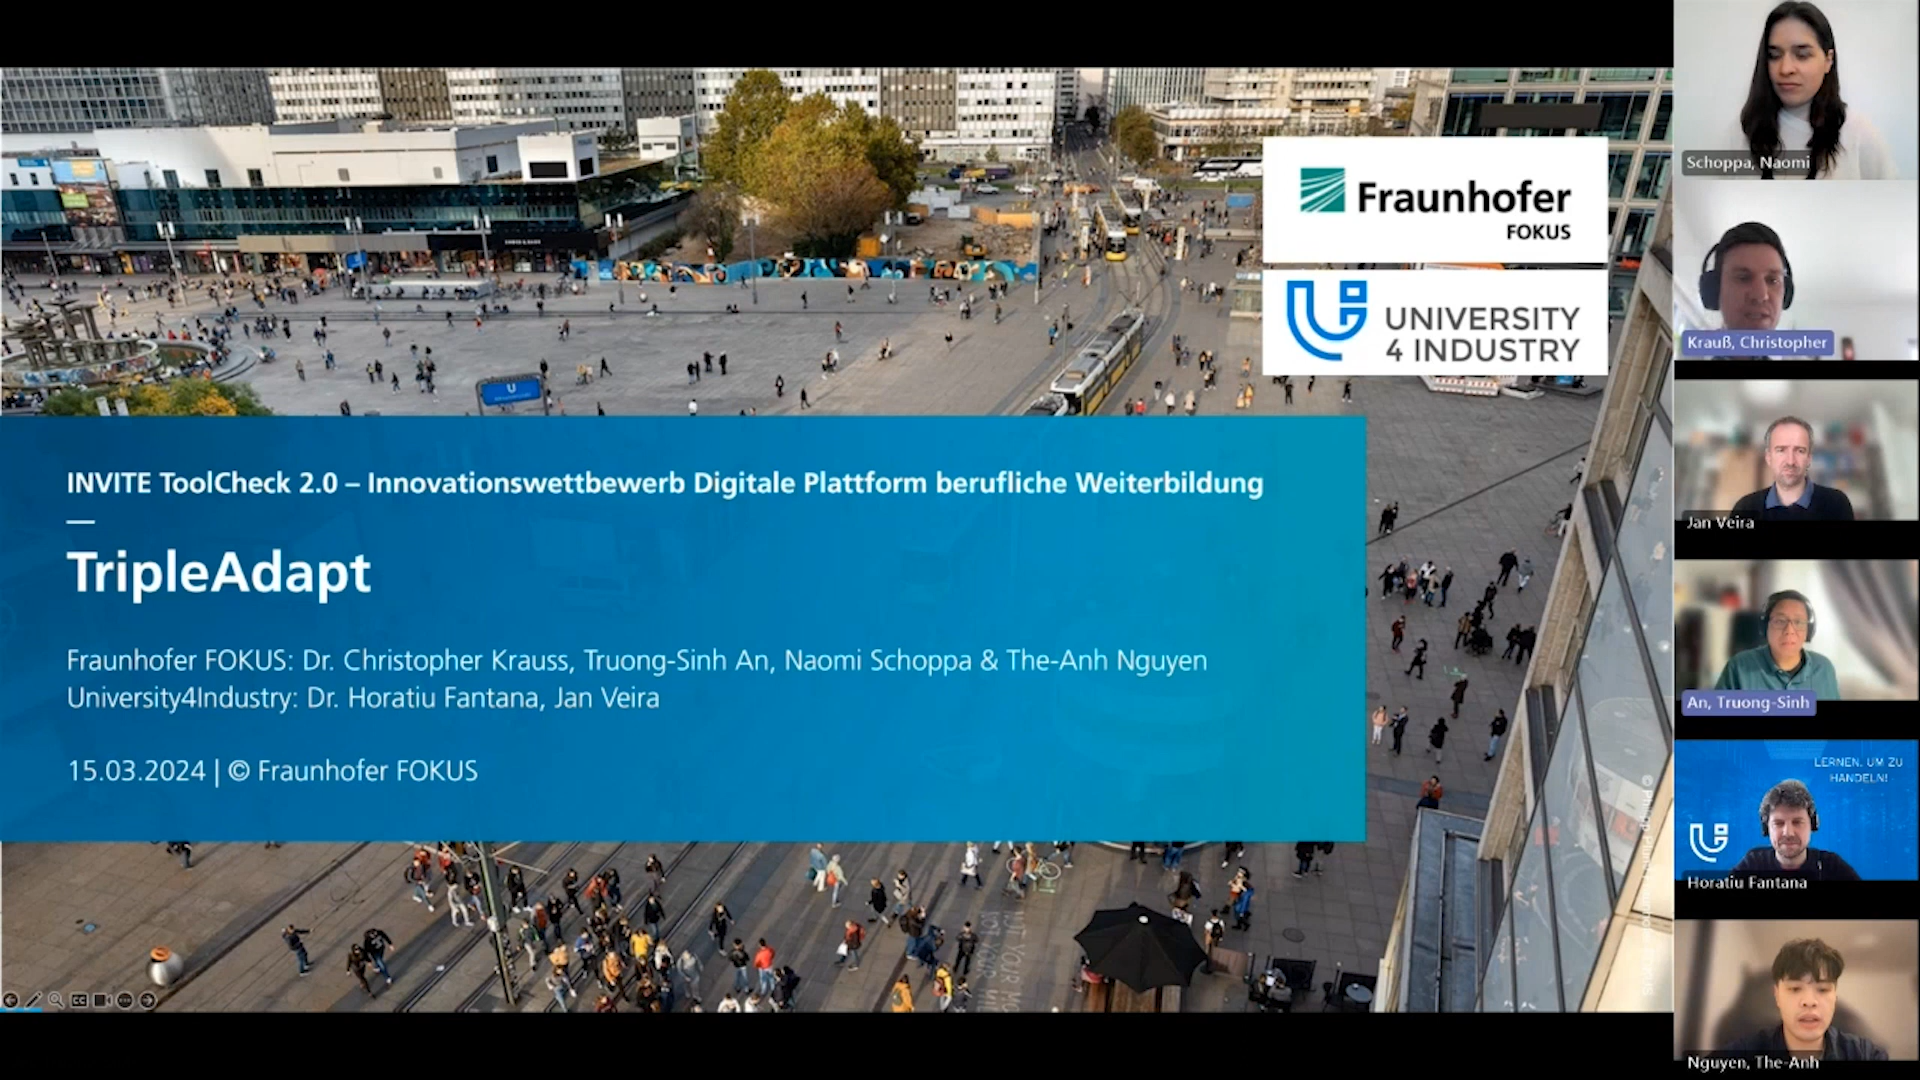 Fraunhofer
FOKUS
UNIVERSITY
4 INDUSTRY
U
INVITE ToolCheck 2.0 – Innovationswettbewerb Digitale Plattform berufliche Weiterbildung
TripleAdapt
Fraunhofer FOKUS: Dr. Christopher Krauss, Truong-Sinh An, Naomi Schoppa & The-Anh Nguyen
University4Industry: Dr. Horatiu Fantana, Jan Veira
15.03.2024 | © Fraunhofer FOKUS
CC
Schoppa, Naomi
Krauß, Christopher
Jan Veira
An, Truong-Sinh
LERNEN, UM ZU
HANDELN!
Horatiu Fantana
Nguyen, The-Anh